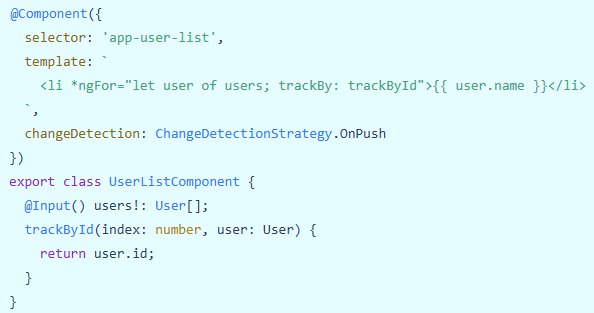 @Component({
  selector: 'app-user-list',
  template: `
    <li *ngFor="let user of users; trackBy: trackById">{{ user.name }}</li>
  `,
  changeDetection: ChangeDetectionStrategy.OnPush
})
export class UserListComponent {
  @Input() users!: User[];
  trackById(index: number, user: User) {
    return user.id;
  }
}